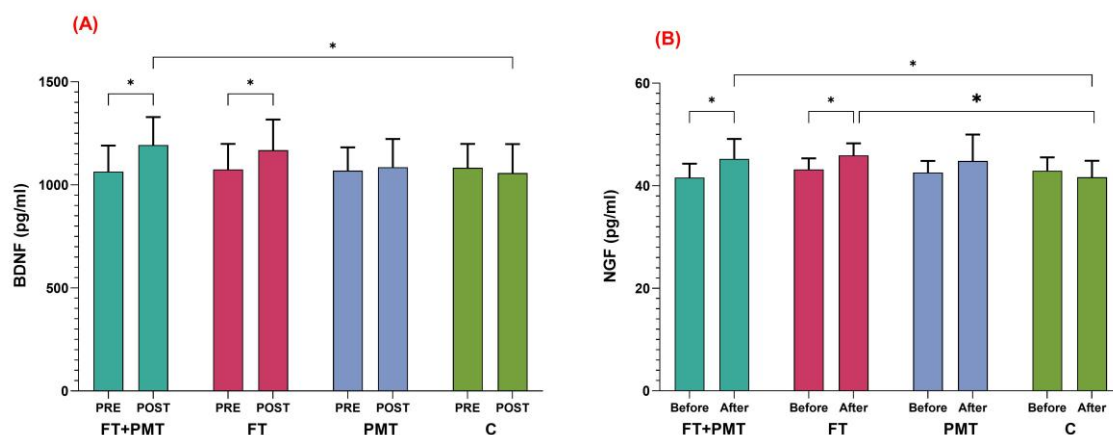 (A)
*
*
*
BDNF (pg/ml)
1500
1000
500
0
PRE POST PRE POST PRE POST PRE POST
FT+PMT FT PMT C
(B)
*
*
*
*
NGF (pg/ml)
60
40
20
0
Before After Before After Before After Before After
FT+PMT FT PMT C